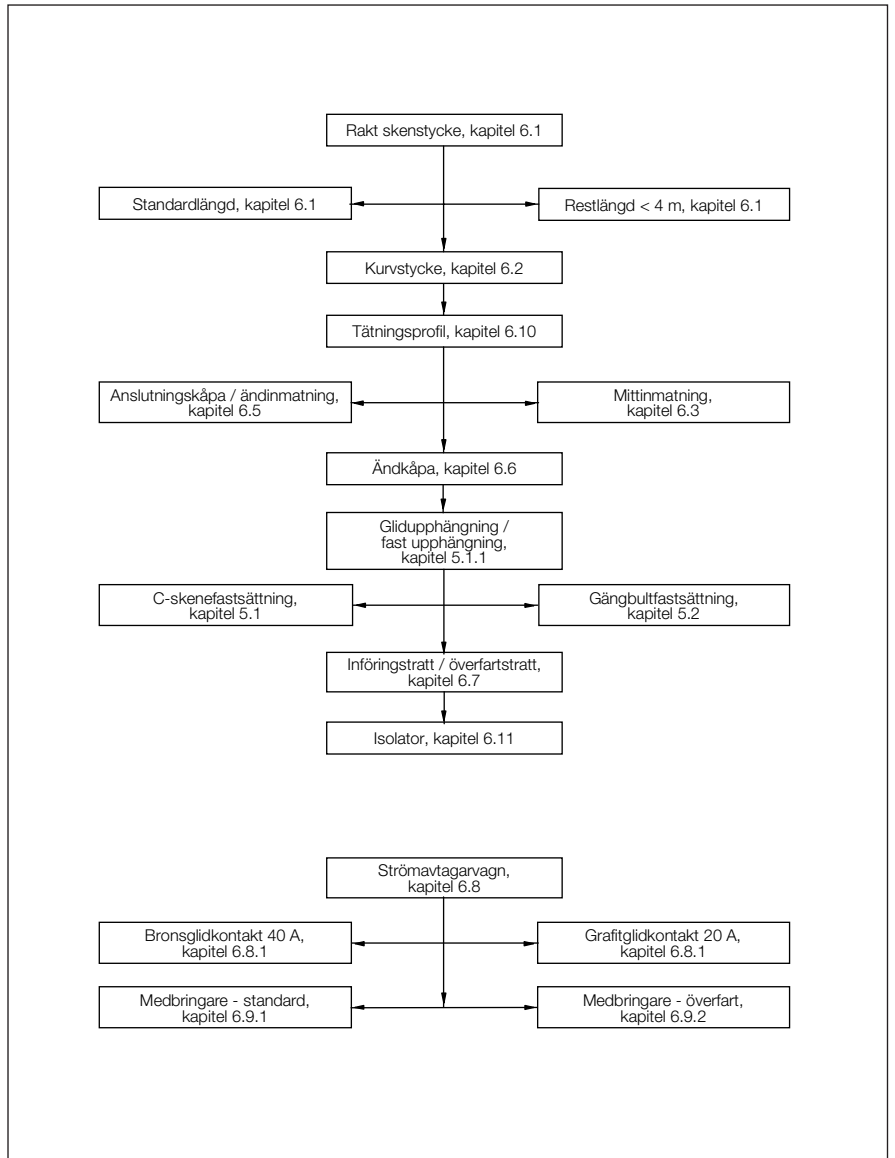 Rakt skenstycke, kapitel 6.1
Standardlängd, kapitel 6.1
Restlängd < 4 m, kapitel 6.1
Kurvstycke, kapitel 6.2
Tätningsprofil, kapitel 6.10
Anslutningskåpa / ändinmatning,
kapitel 6.5
Mittinmatning,
kapitel 6.3
Ändkåpa, kapitel 6.6
Glidupphängning /
fast upphängning,
kapitel 5.1.1
C-skenefastsättning,
kapitel 5.1
Gängbultfastsättning,
kapitel 5.2
Införingstratt / överfartstratt,
kapitel 6.7
Isolator, kapitel 6.11
Strömavtagarvagn,
kapitel 6.8
Bronsglidkontakt 40 A,
kapitel 6.8.1
Grafitglidkontakt 20 A,
kapitel 6.8.1
Medbringare - standard,
kapitel 6.9.1
Medbringare - överfart,
kapitel 6.9.2